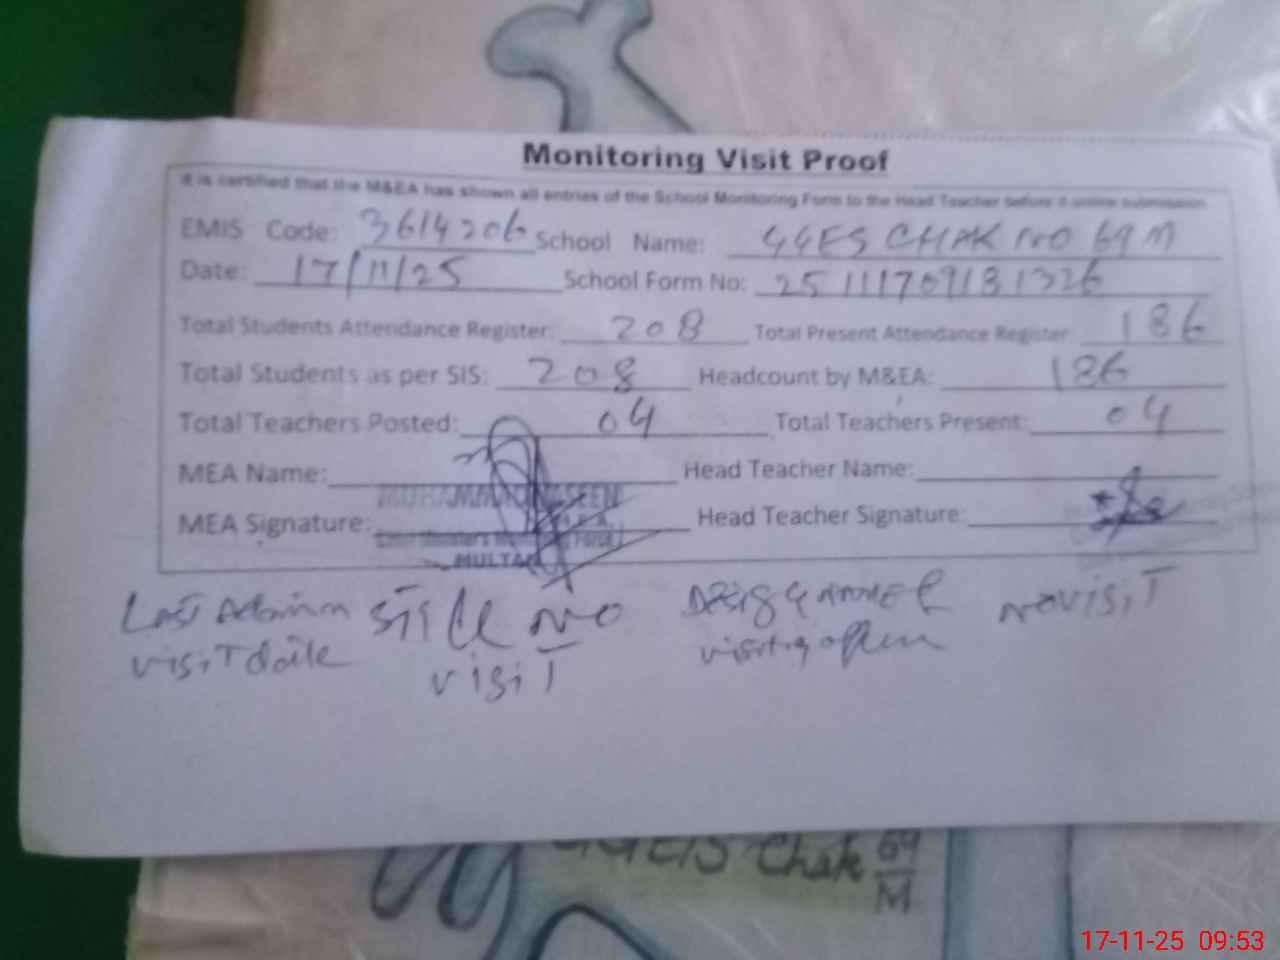 Monitoring Visit Proof
It is certified that the M&EA has shown all entries of the School Monitoring Form to the Head Teacher before it online submission
EMIS Code: 3614206 School Name: GGES CHAK NO 69 M
Date: 17/11/25 School Form No: 25111709131326
Total Students Attendance Register: 208 Total Present Attendance Register 186
Total Students as per SIS: 208 Headcount by M&EA: 186
Total Teachers Posted: 04 Total Teachers Present: 04
MEA Name: Head Teacher Name:
MUHAMMAD
MEA Signature: Head Teacher Signature:
MULTAN
Last Admin still NO NO VISIT
visit date visit
GGES Chak 69/M
17-11-25 09:53